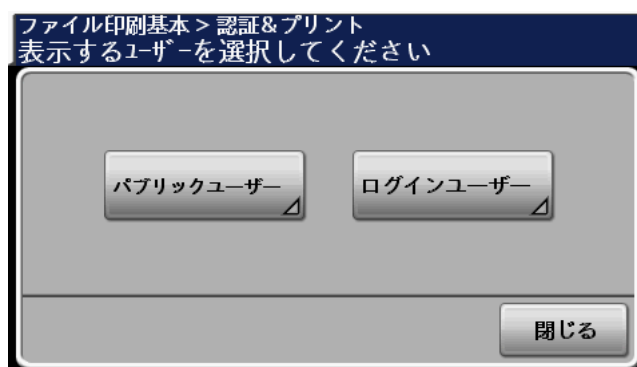 ファイル印刷基本 > 認証&プリント
表示するユーザーを選択してください
パブリックユーザー
ログインユーザー
閉じる